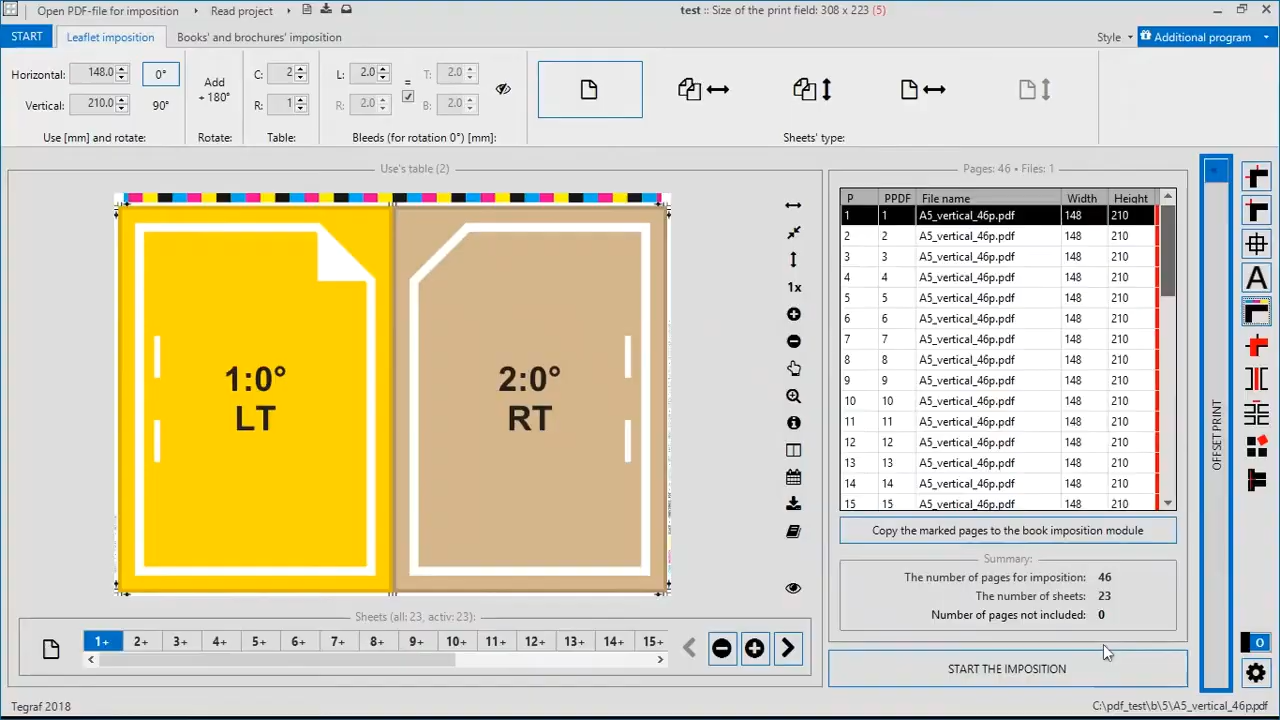 Open PDF-file for imposition
Read project
test :: Size of the print field: 308 x 223 (5)
START
Leaflet imposition
Books' and brochures' imposition
Style
Additional program
Horizontal: 148.0 0°
Vertical: 210.0 90°
Use [mm] and rotate:
Add
+ 180°
Rotate:
C: 2
R: 1
Table:
L: 2.0 = T: 2.0
R: 2.0 B: 2.0
Bleeds (for rotation 0°) [mm]:
Sheets' type:
Use's table (2)
1:0°
LT
2:0°
RT
1x
Sheets (all: 23, activ: 23):
1+ 2+ 3+ 4+ 5+ 6+ 7+ 8+ 9+ 10+ 11+ 12+ 13+ 14+ 15+
Pages: 46 • Files: 1
P PPDF File name Width Height
1 1 A5_vertical_46p.pdf 148 210
2 2 A5_vertical_46p.pdf 148 210
3 3 A5_vertical_46p.pdf 148 210
4 4 A5_vertical_46p.pdf 148 210
5 5 A5_vertical_46p.pdf 148 210
6 6 A5_vertical_46p.pdf 148 210
7 7 A5_vertical_46p.pdf 148 210
8 8 A5_vertical_46p.pdf 148 210
9 9 A5_vertical_46p.pdf 148 210
10 10 A5_vertical_46p.pdf 148 210
11 11 A5_vertical_46p.pdf 148 210
12 12 A5_vertical_46p.pdf 148 210
13 13 A5_vertical_46p.pdf 148 210
14 14 A5_vertical_46p.pdf 148 210
15 15 A5_vertical_46p.pdf 148 210
Copy the marked pages to the book imposition module
Summary:
The number of pages for imposition: 46
The number of sheets: 23
Number of pages not included: 0
START THE IMPOSITION
OFFSET PRINT
A
O
Tegraf 2018
C:\pdf_test\b\5\A5_vertical_46p.pdf